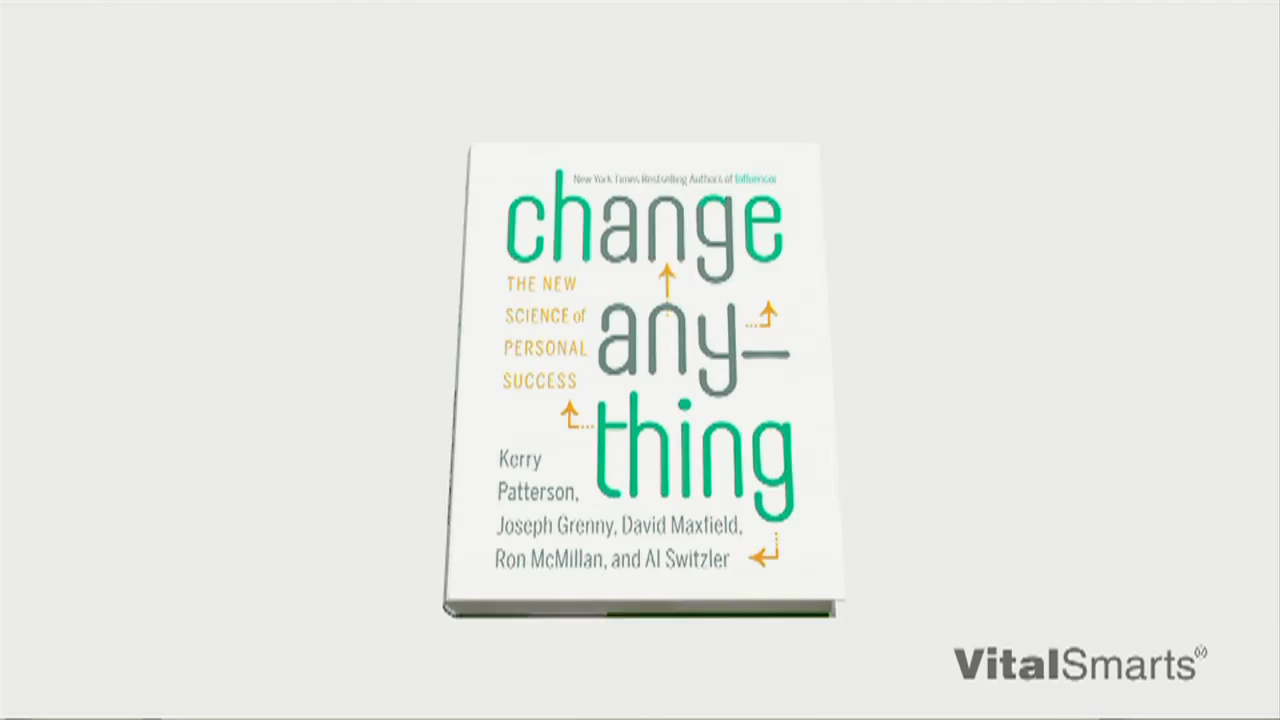 New York Times Bestselling Authors of Influencer
change
THE NEW
SCIENCE of
PERSONAL
SUCCESS
any—
thing
Kerry
Patterson,
Joseph Grenny, David Maxfield,
Ron McMillan, and Al Switzler
VitalSmarts